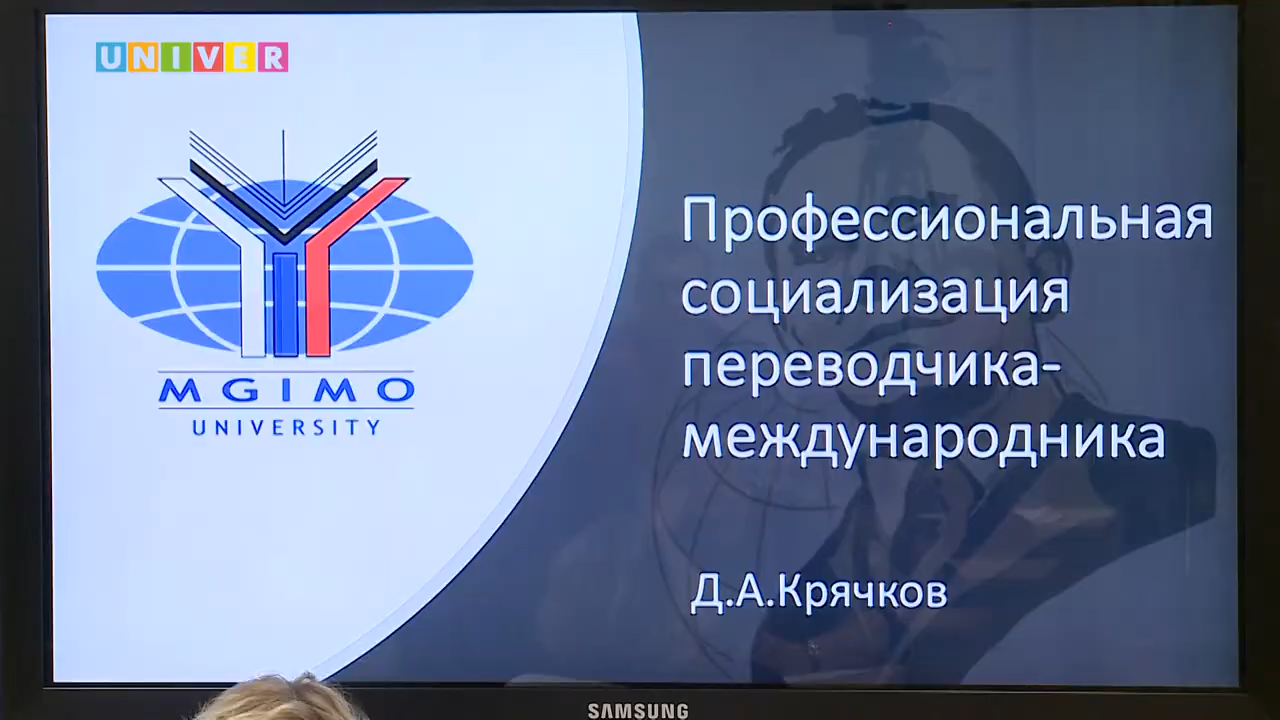 UNIVER
MGIMO
UNIVERSITY
Профессиональная
социализация
переводчика-
международника
Д.А.Крячков
SAMSUNG